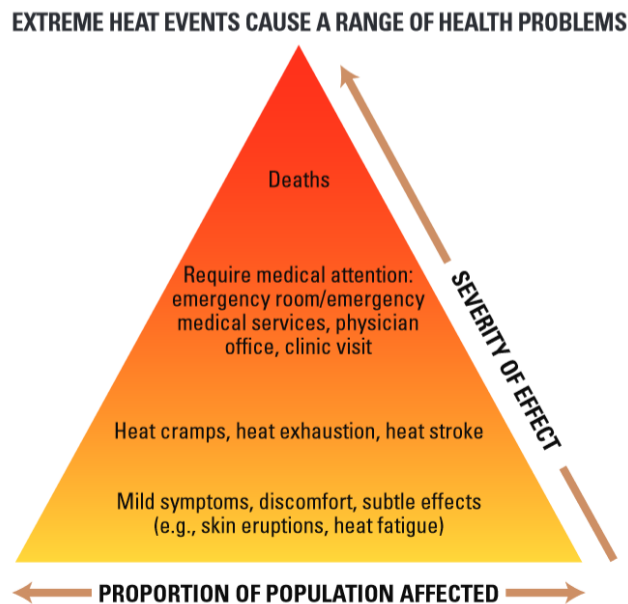 EXTREME HEAT EVENTS CAUSE A RANGE OF HEALTH PROBLEMS
Deaths
Require medical attention:
emergency room/emergency
medical services, physician
office, clinic visit
SEVERITY OF EFFECT
Heat cramps, heat exhaustion, heat stroke
Mild symptoms, discomfort, subtle effects
(e.g., skin eruptions, heat fatigue)
PROPORTION OF POPULATION AFFECTED